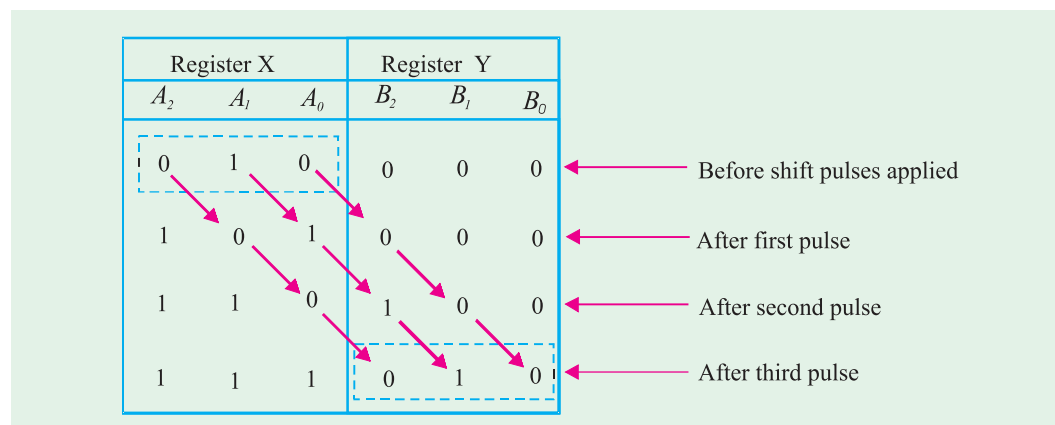 Register X Register Y
A₂ A₁ A₀ B₂ B₁ B₀
0 1 0 0 0 0 Before shift pulses applied
1 0 1 0 0 0 After first pulse
1 1 0 1 0 0 After second pulse
1 1 1 0 1 0 After third pulse